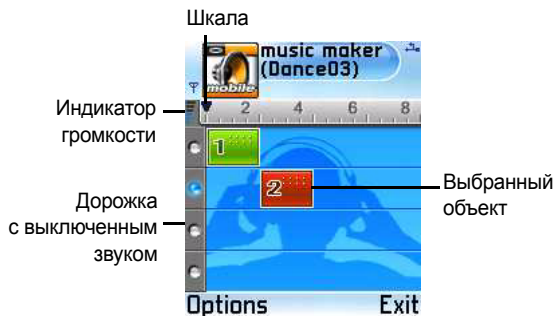 Шкала
music maker
(Dance03)
mobile
2 4 6 8
Индикатор
громкости
1
2
Выбранный
объект
Дорожка
с выключенным
звуком
Options Exit